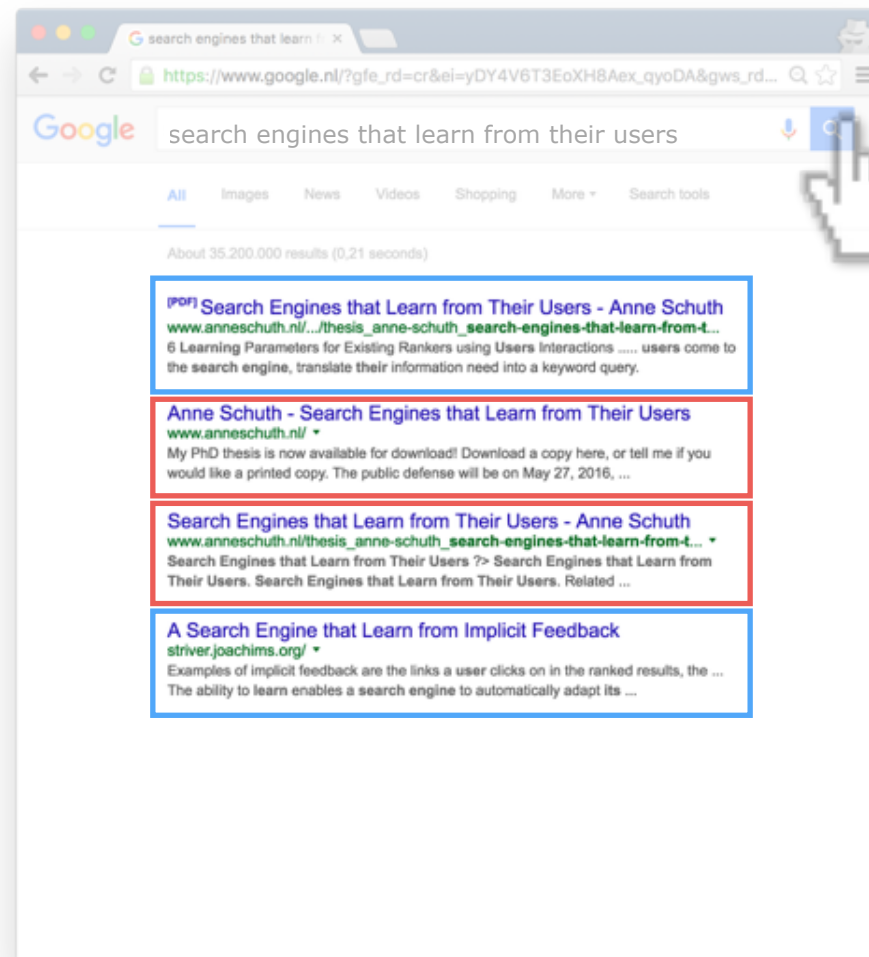 search engines that learn f
https://www.google.nl/?gfe_rd=cr&ei=yDY4V6T3EoXH8Aex_qyoDA&gws_rd...
Google
search engines that learn from their users
All Images News Videos Shopping More Search tools
About 35.200.000 results (0,21 seconds)
[PDF] Search Engines that Learn from Their Users - Anne Schuth
www.anneschuth.nl/.../thesis_anne-schuth_search-engines-that-learn-from-t...
6 Learning Parameters for Existing Rankers using Users Interactions ..... users come to
the search engine, translate their information need into a keyword query.
Anne Schuth - Search Engines that Learn from Their Users
www.anneschuth.nl/
My PhD thesis is now available for download! Download a copy here, or tell me if you
would like a printed copy. The public defense will be on May 27, 2016, ...
Search Engines that Learn from Their Users - Anne Schuth
www.anneschuth.nl/thesis_anne-schuth_search-engines-that-learn-from-t...
Search Engines that Learn from Their Users ?> Search Engines that Learn from
Their Users. Search Engines that Learn from Their Users. Related ...
A Search Engine that Learn from Implicit Feedback
striver.joachims.org/
Examples of implicit feedback are the links a user clicks on in the ranked results, the ...
The ability to learn enables a search engine to automatically adapt its ...